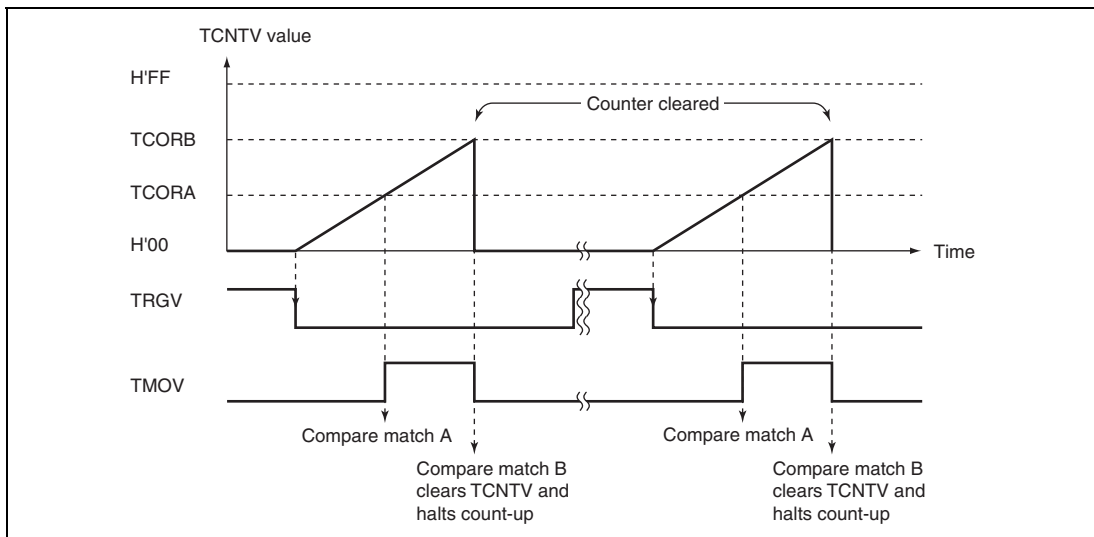 TCNTV value
H'FF
Counter cleared
TCORB
TCORA
H'00
Time
TRGV
TMOV
Compare match A
Compare match A
Compare match B
clears TCNTV and
halts count-up
Compare match B
clears TCNTV and
halts count-up